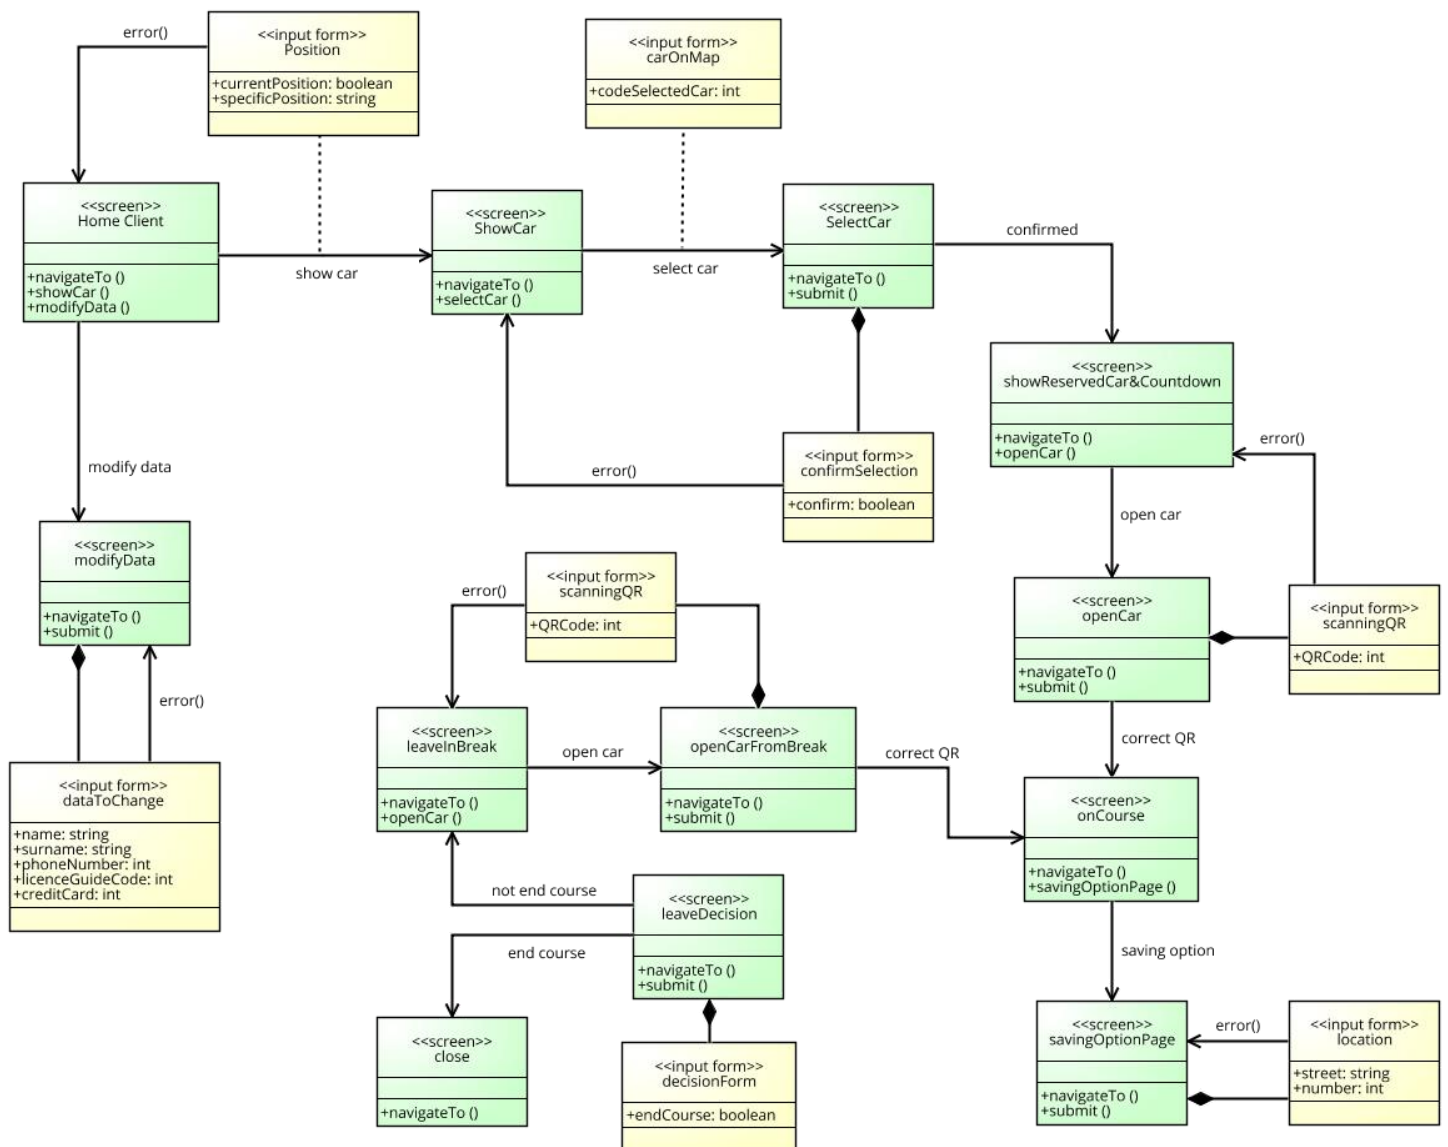 error()
<<input form>>
Position
+currentPosition: boolean
+specificPosition: string
<<input form>>
carOnMap
+codeSelectedCar: int
<<screen>>
Home Client
+navigateTo ()
+showCar ()
+modifyData ()
show car
<<screen>>
ShowCar
+navigateTo ()
+selectCar ()
select car
<<screen>>
SelectCar
+navigateTo ()
+submit ()
confirmed
<<screen>>
showReservedCar&Countdown
+navigateTo ()
+openCar ()
error()
modify data
error()
<<input form>>
confirmSelection
+confirm: boolean
open car
<<screen>>
modifyData
+navigateTo ()
+submit ()
error()
<<input form>>
dataToChange
+name: string
+surname: string
+phoneNumber: int
+licenceGuideCode: int
+creditCard: int
error()
<<input form>>
scanningQR
+QRCode: int
<<screen>>
openCar
+navigateTo ()
+submit ()
<<input form>>
scanningQR
+QRCode: int
<<screen>>
leaveInBreak
+navigateTo ()
+openCar ()
open car
<<screen>>
openCarFromBreak
+navigateTo ()
+submit ()
correct QR
correct QR
<<screen>>
onCourse
+navigateTo ()
+savingOptionPage ()
not end course
end course
<<screen>>
leaveDecision
+navigateTo ()
+submit ()
saving option
<<screen>>
close
+navigateTo ()
<<input form>>
decisionForm
+endCourse: boolean
<<screen>>
savingOptionPage
+navigateTo ()
+submit ()
error()
<<input form>>
location
+street: string
+number: int